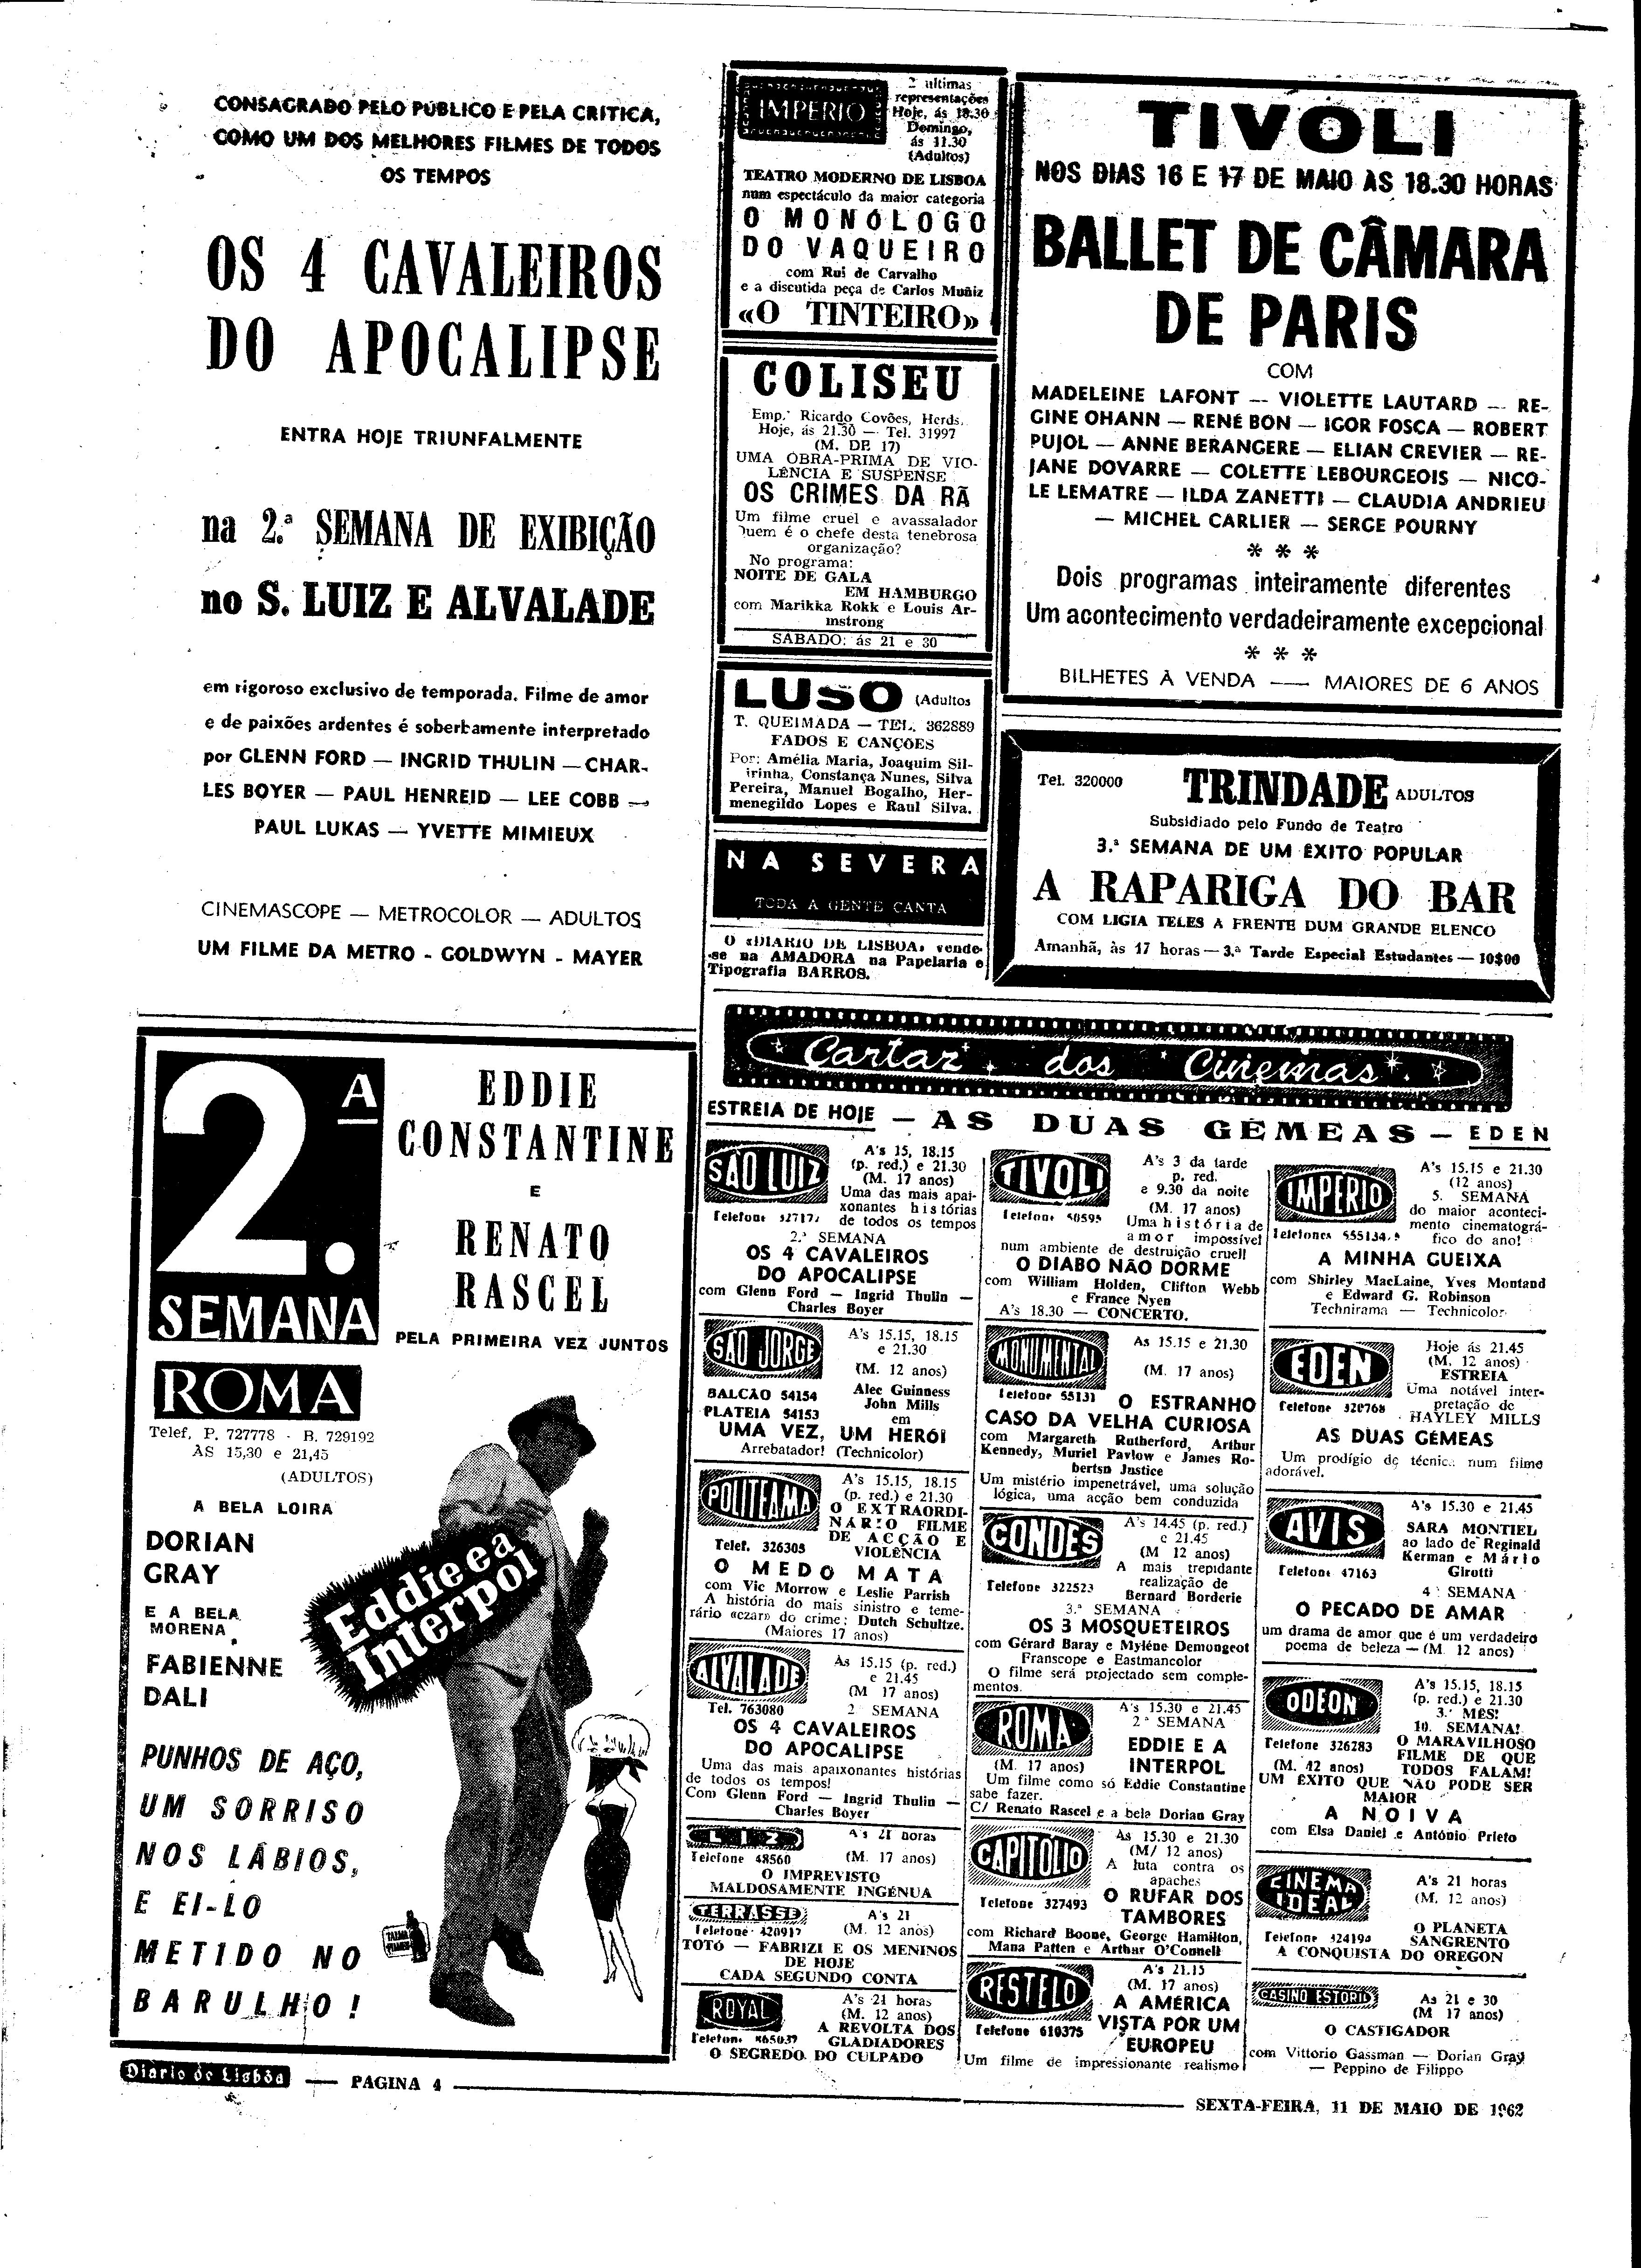 CONSAGRADO PELO PÚBLICO E PELA CRÍTICA,
COMO UM DOS MELHORES FILMES DE TODOS
OS TEMPOS
OS 4 CAVALEIROS
DO APOCALIPSE
ENTRA HOJE TRIUNFALMENTE
na 2.ª SEMANA DE EXIBIÇÃO
no S. LUIZ E ALVALADE
em rigoroso exclusivo de temporada. Filme de amor
e de paixões ardentes é soberbamente interpretado
por GLENN FORD — INGRID THULIN — CHAR-
LES BOYER — PAUL HENREID — LEE COBB —
PAUL LUKAS — YVETTE MIMIEUX
CINEMASCOPE — METROCOLOR — ADULTOS
UM FILME DA METRO - GOLDWYN - MAYER
IMPERIO
2 ultimas
representações
Hoje, ás 18.30
Domingo,
ás 11.30
(Adultos)
TEATRO MODERNO DE LISBOA
num espectáculo da maior categoria
O MONÓLOGO
DO VAQUEIRO
com Rui de Carvalho
e a discutida peça de Carlos Muñiz
«O TINTEIRO»
COLISEU
Emp.ª Ricardo Covões, Herds.
Hoje, ás 21.30 — Tel. 31997
(M. DE 17)
UMA OBRA-PRIMA DE VIO-
LÊNCIA E SUSPENSE
OS CRIMES DA RÃ
Um filme cruel e avassalador
Quem é o chefe desta tenebrosa
organização?
No programa:
NOITE DE GALA
EM HAMBURGO
com Marikka Rokk e Louis Ar-
mstrong
SABADO: ás 21 e 30
LUSO (Adultos
T. QUEIMADA — TEL. 362889
FADOS E CANÇÕES
Por: Amélia Maria, Joaquim Sil-
irinha, Constança Nunes, Silva
Pereira, Manuel Bogalho, Her-
menegildo Lopes e Raul Silva.
NA SEVERA
TODA A GENTE CANTA
O «DIARIO DE LISBOA» vende-
-se na AMADORA na Papelaria e
Tipografia BARROS.
TIVOLI
NOS DIAS 16 E 17 DE MAIO ÀS 18.30 HORAS
BALLET DE CÂMARA
DE PARIS
COM
MADELEINE LAFONT — VIOLETTE LAUTARD — RE-
GINE OHANN — RENÉ BON — IGOR FOSCA — ROBERT
PUJOL — ANNE BERANGERE — ELIAN CREVIER — RE-
JANE DOVARRE — COLETTE LEBOURGEOIS — NICO-
LE LEMATRE — ILDA ZANETTI — CLAUDIA ANDRIEU
— MICHEL CARLIER — SERGE POURNY
* * *
Dois programas inteiramente diferentes
Um acontecimento verdadeiramente excepcional
* * *
BILHETES À VENDA —— MAIORES DE 6 ANOS
Tel. 320000 TRINDADE ADULTOS
Subsidiado pelo Fundo de Teatro
3.ª SEMANA DE UM ÊXITO POPULAR
A RAPARIGA DO BAR
COM LIGIA TELES A FRENTE DUM GRANDE ELENCO
Amanhã, às 17 horas — 3.ª Tarde Especial Estudantes — 10$00
2.ª
SEMANA
EDDIE
CONSTANTINE
E
RENATO
RASCEL
PELA PRIMEIRA VEZ JUNTOS
ROMA
Telef. P. 727778 - B. 729192
ÀS 15,30 e 21,45
(ADULTOS)
A BELA LOIRA
DORIAN
GRAY
E A BELA
MORENA
FABIENNE
DALI
Eddie e a
Interpol
PUNHOS DE AÇO,
UM SORRISO
NOS LÁBIOS,
E EI-LO
METIDO NO
BARULHO!
Cartaz dos Cinemas
ESTREIA DE HOJE — AS DUAS GÉMEAS — EDEN
SÃO LUIZ
A's 15, 18.15
(p. red.) e 21.30
(M. 17 anos)
Uma das mais apai-
xonantes histórias
de todos os tempos
2.ª SEMANA
OS 4 CAVALEIROS
DO APOCALIPSE
com Glenn Ford — Ingrid Thulin —
Charles Boyer
SÃO JORGE
A's 15.15, 18.15
e 21.30
(M. 12 anos)
BALCÃO 54154
PLATEIA 54153
Alec Guinness
John Mills
em
UMA VEZ, UM HERÓI
Arrebatador! (Technicolor)
POLITEAMA
A's 15.15, 18.15
(p. red.) e 21.30
O EXTRAORDI-
NÁRIO FILME
DE ACÇÃO E
VIOLÊNCIA
Telef. 326305
O MEDO MATA
com Vic Morrow e Leslie Parrish
A história do mais sinistro e teme-
rário «czar» do crime: Dutch Schultze.
(Maiores 17 anos)
ALVALADE
Às 15.15 (p. red.)
e 21.45
(M 17 anos)
Tel. 763080
2 SEMANA
OS 4 CAVALEIROS
DO APOCALIPSE
Uma das mais apaixonantes histórias
de todos os tempos!
Com Glenn Ford — Ingrid Thulin —
Charles Boyer
LIZ
A's 21 horas
Telefone 48560
(M. 17 anos)
O IMPREVISTO
MALDOSAMENTE INGÉNUA
TERRASSE
A's 21
(M. 12 anos)
TOTÓ — FABRIZI E OS MENINOS
DE HOJE
CADA SEGUNDO CONTA
ROYAL
A's 21 horas
(M. 12 anos)
A REVOLTA DOS
GLADIADORES
O SEGREDO DO CULPADO
TIVOLI
A's 3 da tarde
p. red.
e 9.30 da noite
(M. 17 anos)
Uma história de
amor impossível
num ambiente de destruição cruel!
O DIABO NÃO DORME
com William Holden, Clifton Webb
e France Nyen
A's 18.30 — CONCERTO.
MONUMENTAL
As 15.15 e 21.30
(M. 17 anos)
Telefone 55131
O ESTRANHO
CASO DA VELHA CURIOSA
com Margareth Rutherford, Arthur
Kennedy, Muriel Pavlow e James Ro-
bertsn Justice
Um mistério impenetrável, uma solução
lógica, uma acção bem conduzida
CONDES
A's 14.45 (p. red.)
e 21.45
(M 12 anos)
A mais trepidante
realização de
Bernard Borderie
Telefone 322523
3.ª SEMANA
OS 3 MOSQUETEIROS
com Gérard Baray e Myléne Demongeot
Franscope e Eastmancolor
O filme será projectado sem comple-
mentos.
ROMA
A's 15.30 e 21.45
2ª SEMANA
EDDIE E A
INTERPOL
(M. 17 anos)
Um filme como só Eddie Constantine
sabe fazer.
C/ Renato Rascel e a bela Dorian Gray
CAPITOLIO
Às 15.30 e 21.30
(M/ 12 anos)
A luta contra os
apaches
Telefone 327493
O RUFAR DOS
TAMBORES
com Richard Boone, George Hamilton,
Mana Patten e Arthur O'Connell
RESTELO
A's 21.15
(M. 17 anos)
Telefone 610375
A AMÉRICA
VISTA POR UM
EUROPEU
Um filme de impressionante realismo
IMPERIO
A's 15.15 e 21.30
(12 anos)
5. SEMANA
do maior aconteci-
mento cinematográ-
fico do ano!
A MINHA GUEIXA
com Shirley MacLaine, Yves Montand
e Edward G. Robinson
Technirama — Technicolor
EDEN
Hoje ás 21.45
(M. 12 anos)
ESTREIA
Uma notável inter-
pretação de
HAYLEY MILLS
Telefone 320768
AS DUAS GÉMEAS
Um prodígio de técnica num filme
adorável.
AVIS
A's 15.30 e 21.45
SARA MONTIEL
ao lado de Reginald
Kerman e Mário
Girotti
Telefone 47163
4ª SEMANA
O PECADO DE AMAR
um drama de amor que é um verdadeiro
poema de beleza — (M. 12 anos)
ODEON
A's 15.15, 18.15
(p. red.) e 21.30
3.º MÊS!
10. SEMANA!
Telefone 326283
O MARAVILHOSO
FILME DE QUE
TODOS FALAM!
(M. 12 anos)
UM ÊXITO QUE NÃO PODE SER
MAIOR
A NOIVA
com Elsa Daniel e António Prieto
CINEMA
IDEAL
A's 21 horas
(M. 12 anos)
O PLANETA
SANGRENTO
A CONQUISTA DO OREGON
CASINO ESTORIL
As 21 e 30
(M 17 anos)
O CASTIGADOR
com Vittorio Gassman — Dorian Gray
— Peppino de Filippo
Diário de Lisbôa — PAGINA 4
SEXTA-FEIRA, 11 DE MAIO DE 1962